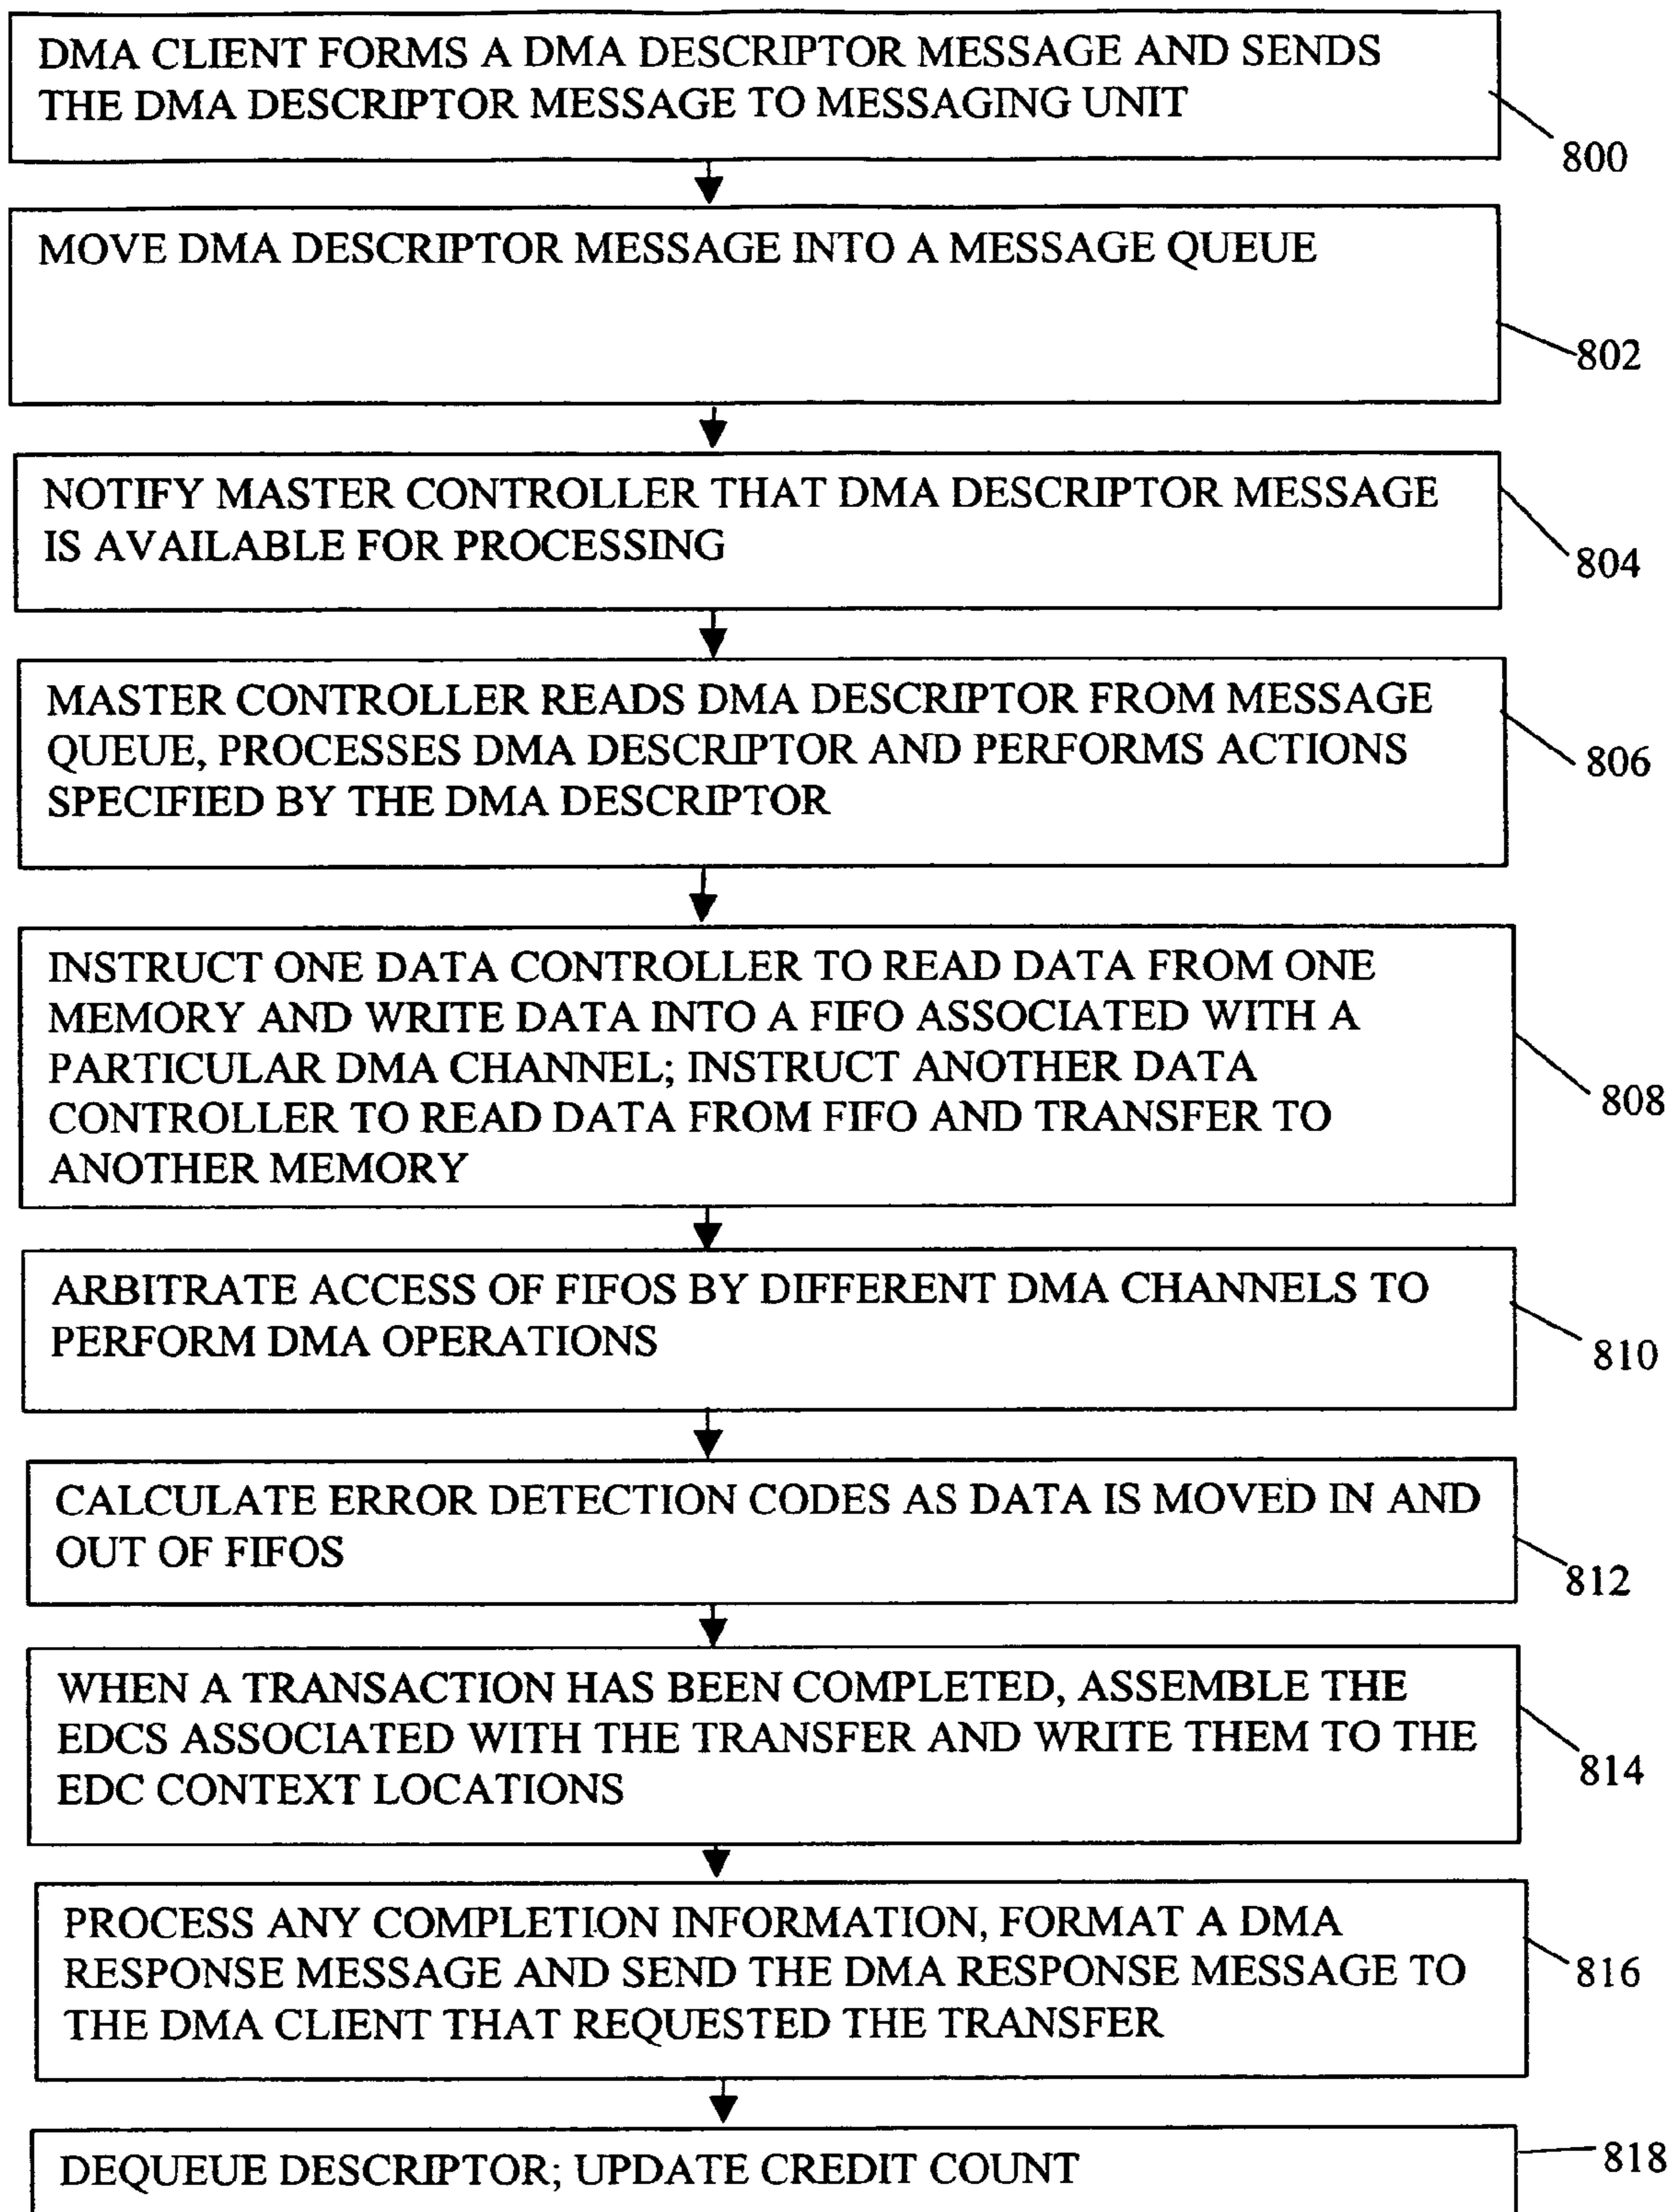 DMA CLIENT FORMS A DMA DESCRIPTOR MESSAGE AND SENDS
THE DMA DESCRIPTOR MESSAGE TO MESSAGING UNIT
800
MOVE DMA DESCRIPTOR MESSAGE INTO A MESSAGE QUEUE
802
NOTIFY MASTER CONTROLLER THAT DMA DESCRIPTOR MESSAGE
IS AVAILABLE FOR PROCESSING
804
MASTER CONTROLLER READS DMA DESCRIPTOR FROM MESSAGE
QUEUE, PROCESSES DMA DESCRIPTOR AND PERFORMS ACTIONS
SPECIFIED BY THE DMA DESCRIPTOR
806
INSTRUCT ONE DATA CONTROLLER TO READ DATA FROM ONE
MEMORY AND WRITE DATA INTO A FIFO ASSOCIATED WITH A
PARTICULAR DMA CHANNEL; INSTRUCT ANOTHER DATA
CONTROLLER TO READ DATA FROM FIFO AND TRANSFER TO
ANOTHER MEMORY
808
ARBITRATE ACCESS OF FIFOS BY DIFFERENT DMA CHANNELS TO
PERFORM DMA OPERATIONS
810
CALCULATE ERROR DETECTION CODES AS DATA IS MOVED IN AND
OUT OF FIFOS
812
WHEN A TRANSACTION HAS BEEN COMPLETED, ASSEMBLE THE
EDCS ASSOCIATED WITH THE TRANSFER AND WRITE THEM TO THE
EDC CONTEXT LOCATIONS
814
PROCESS ANY COMPLETION INFORMATION, FORMAT A DMA
RESPONSE MESSAGE AND SEND THE DMA RESPONSE MESSAGE TO
THE DMA CLIENT THAT REQUESTED THE TRANSFER
816
DEQUEUE DESCRIPTOR; UPDATE CREDIT COUNT
818